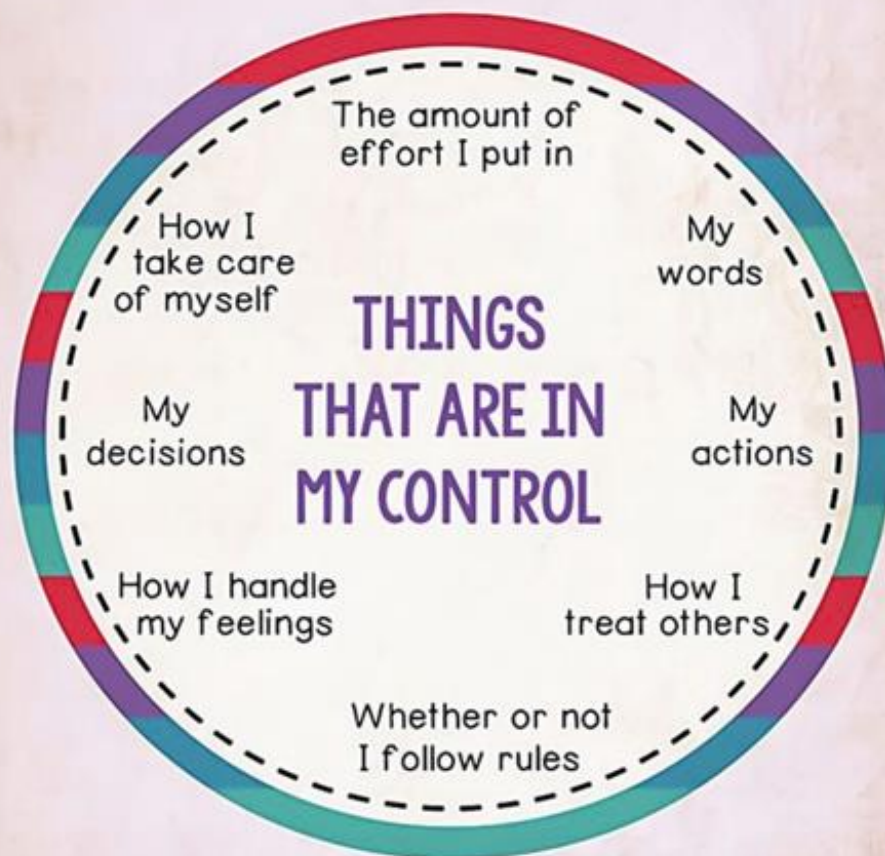 The amount of
effort I put in
My
words
My
actions
How I
treat others
Whether or not
I follow rules
How I handle
my feelings
My
decisions
How I
take care
of myself
THINGS
THAT ARE IN
MY CONTROL